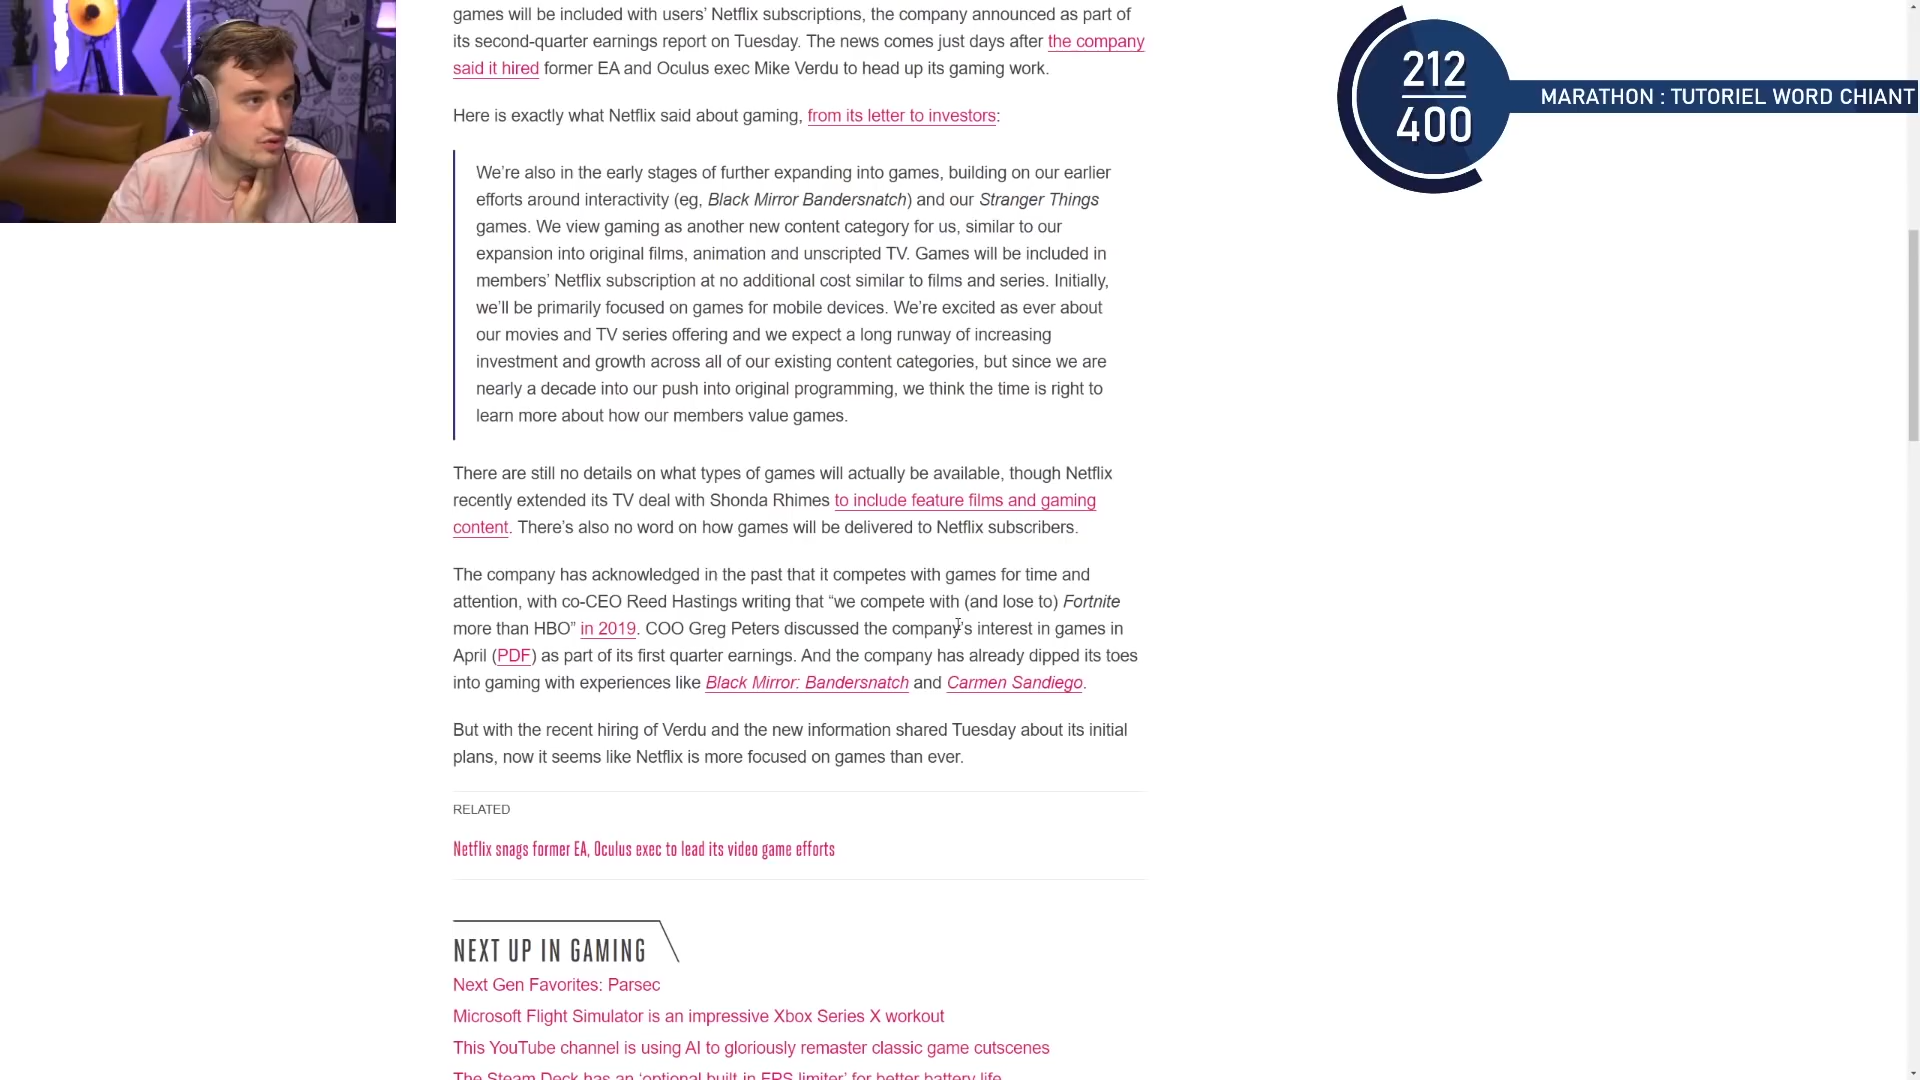 games will be included with users’ Netflix subscriptions, the company announced as part of
its second-quarter earnings report on Tuesday. The news comes just days after the company
said it hired former EA and Oculus exec Mike Verdu to head up its gaming work.
Here is exactly what Netflix said about gaming, from its letter to investors:
We’re also in the early stages of further expanding into games, building on our earlier
efforts around interactivity (eg, Black Mirror Bandersnatch) and our Stranger Things
games. We view gaming as another new content category for us, similar to our
expansion into original films, animation and unscripted TV. Games will be included in
members’ Netflix subscription at no additional cost similar to films and series. Initially,
we’ll be primarily focused on games for mobile devices. We’re excited as ever about
our movies and TV series offering and we expect a long runway of increasing
investment and growth across all of our existing content categories, but since we are
nearly a decade into our push into original programming, we think the time is right to
learn more about how our members value games.
There are still no details on what types of games will actually be available, though Netflix
recently extended its TV deal with Shonda Rhimes to include feature films and gaming
content. There’s also no word on how games will be delivered to Netflix subscribers.
The company has acknowledged in the past that it competes with games for time and
attention, with co-CEO Reed Hastings writing that “we compete with (and lose to) Fortnite
more than HBO” in 2019. COO Greg Peters discussed the company’s interest in games in
April (PDF) as part of its first quarter earnings. And the company has already dipped its toes
into gaming with experiences like Black Mirror: Bandersnatch and Carmen Sandiego.
But with the recent hiring of Verdu and the new information shared Tuesday about its initial
plans, now it seems like Netflix is more focused on games than ever.
RELATED
Netflix snags former EA, Oculus exec to lead its video game efforts
NEXT UP IN GAMING
Next Gen Favorites: Parsec
Microsoft Flight Simulator is an impressive Xbox Series X workout
This YouTube channel is using AI to gloriously remaster classic game cutscenes
The Steam Deck has an ‘optional built-in FPS limiter’ for better battery life
212
400
MARATHON : TUTORIEL WORD CHIANT